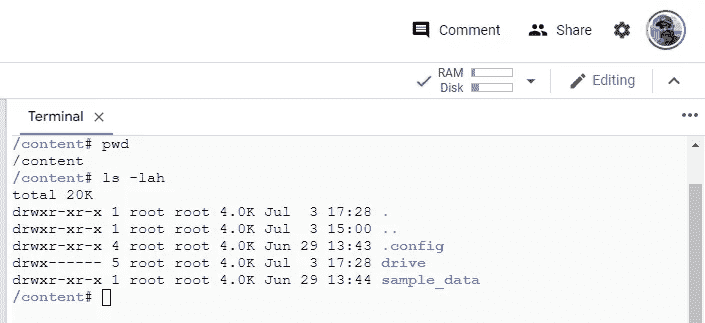 Comment Share
RAM
Disk
Editing
Terminal
/content# pwd
/content
/content# ls -lah
total 20K
drwxr-xr-x 1 root root 4.0K Jul  3 17:28 .
drwxr-xr-x 1 root root 4.0K Jul  3 15:00 ..
drwxr-xr-x 4 root root 4.0K Jun 29 13:43 .config
drwx------ 5 root root 4.0K Jul  3 17:28 drive
drwxr-xr-x 1 root root 4.0K Jun 29 13:44 sample_data
/content#